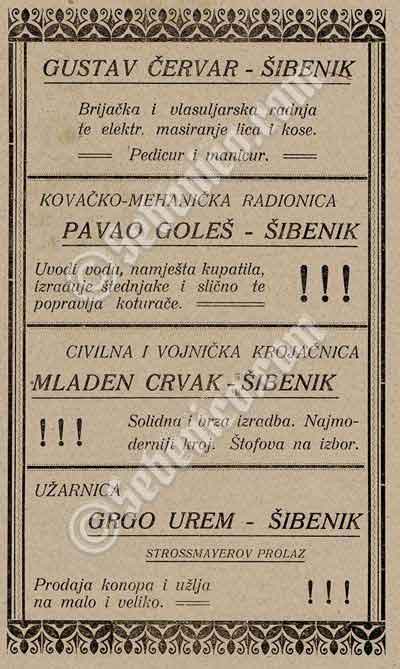 GUSTAV ČERVAR - ŠIBENIK
Brijačka i vlasuljarska radnja
te elektr. masiranje lica i kose.
Pedicur i manicur.
KOVAČKO-MEHANIČKA RADIONICA
PAVAO GOLEŠ - ŠIBENIK
Uvodi vodu, namješta kupatila,
izrađuje štednjake i slično te
popravlja koturače.
!!!
CIVILNA I VOJNIČKA KROJAČNICA
MLADEN CRVAK - ŠIBENIK
!!!
Solidna i brza izradba. Najmo-
derniji kroj. Štofova na izbor.
UŽARNICA
GRGO UREM - ŠIBENIK
STROSSMAYEROV PROLAZ
Prodaja konopa i užlja
na malo i veliko.
!!!